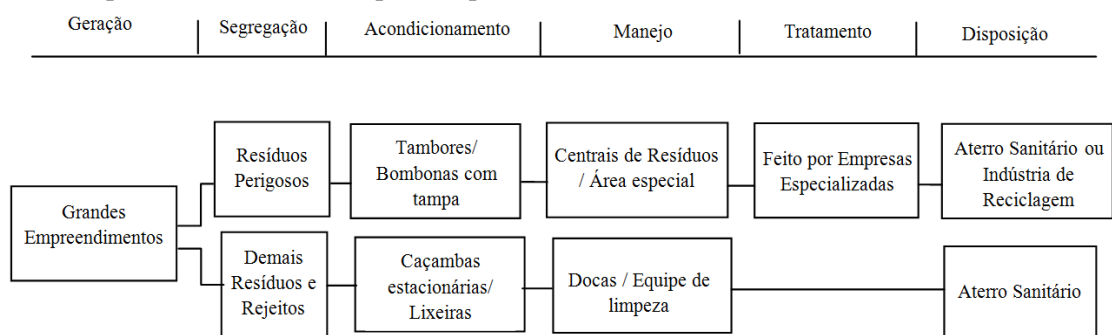 Geração
Segregação
Acondicionamento
Manejo
Tratamento
Disposição
Grandes
Empreendimentos
Resíduos
Perigosos
Tambores/
Bombonas com
tampa
Centrais de Resíduos
/ Área especial
Feito por Empresas
Especializadas
Aterro Sanitário ou
Indústria de
Reciclagem
Demais
Resíduos e
Rejeitos
Caçambas
estacionárias/
Lixeiras
Docas / Equipe de
limpeza
Aterro Sanitário